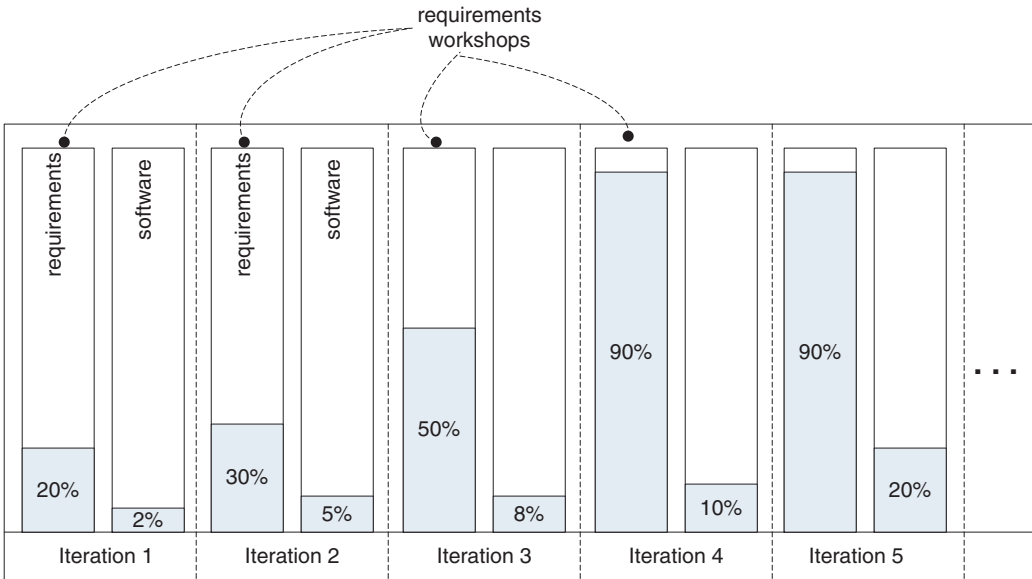 requirements
workshops
requirements
software
requirements
software
20%
2%
30%
5%
50%
8%
90%
10%
90%
20%
. . .
Iteration 1
Iteration 2
Iteration 3
Iteration 4
Iteration 5